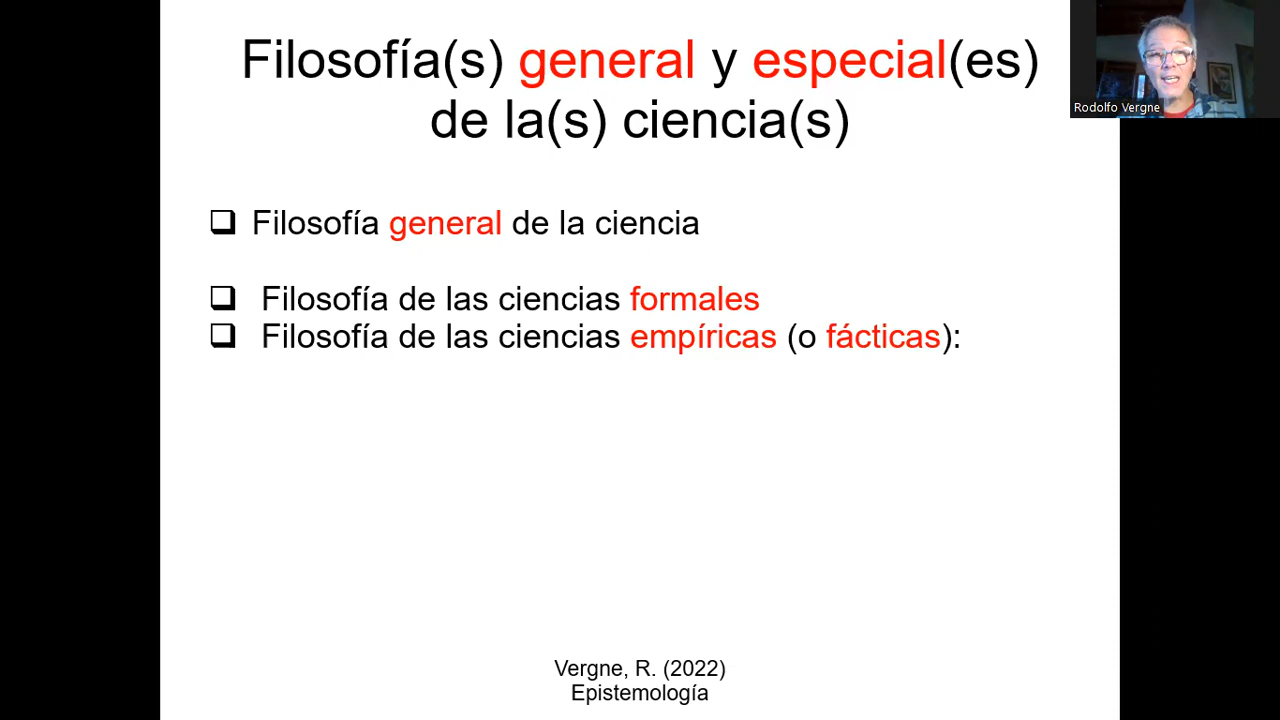 Filosofía(s) general y especial(es)
de la(s) ciencia(s)
Rodolfo Vergne
❑ Filosofía general de la ciencia
❑ Filosofía de las ciencias formales
❑ Filosofía de las ciencias empíricas (o fácticas):
Vergne, R. (2022)
Epistemología